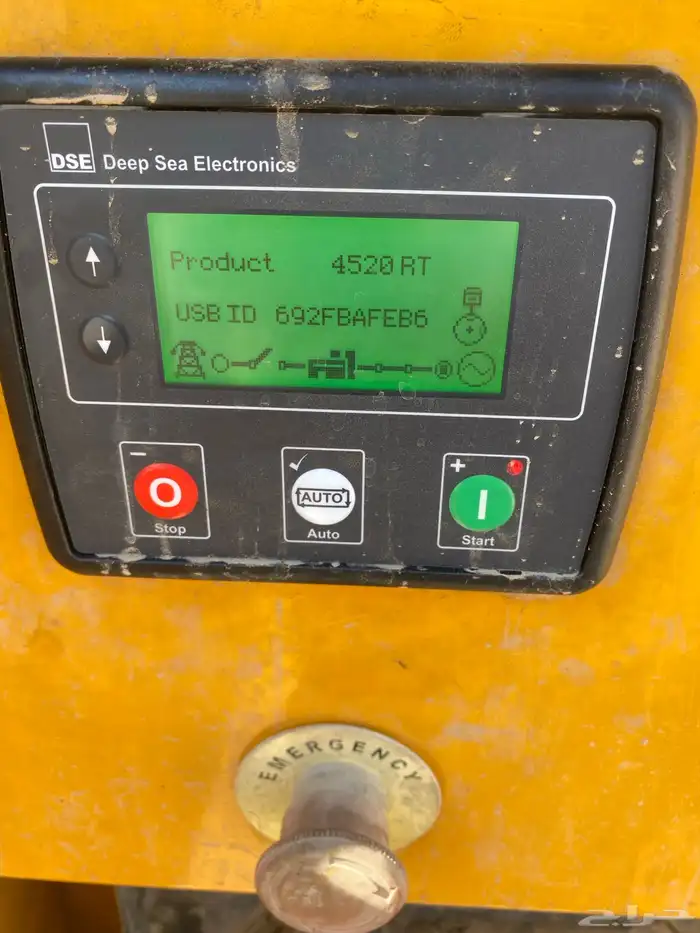 DSE Deep Sea Electronics
Product 4520 RT
USB ID 692FBAFEB6
Stop
AUTO
Auto
Start
EMERGENCY
حراج